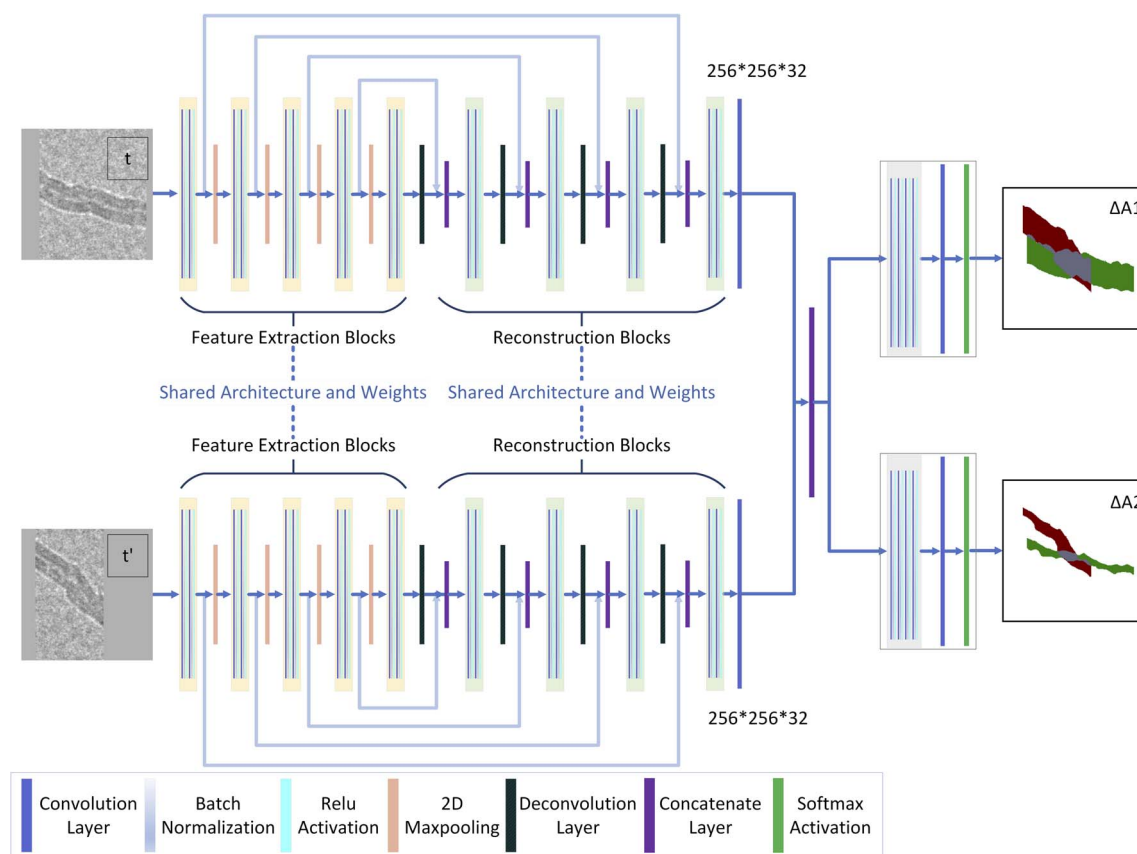 256*256*32
t
ΔA1
Feature Extraction Blocks
Reconstruction Blocks
Shared Architecture and Weights
Shared Architecture and Weights
Feature Extraction Blocks
Reconstruction Blocks
ΔA2
t'
256*256*32
Convolution
Layer
Batch
Normalization
Relu
Activation
2D
Maxpooling
Deconvolution
Layer
Concatenate
Layer
Softmax
Activation